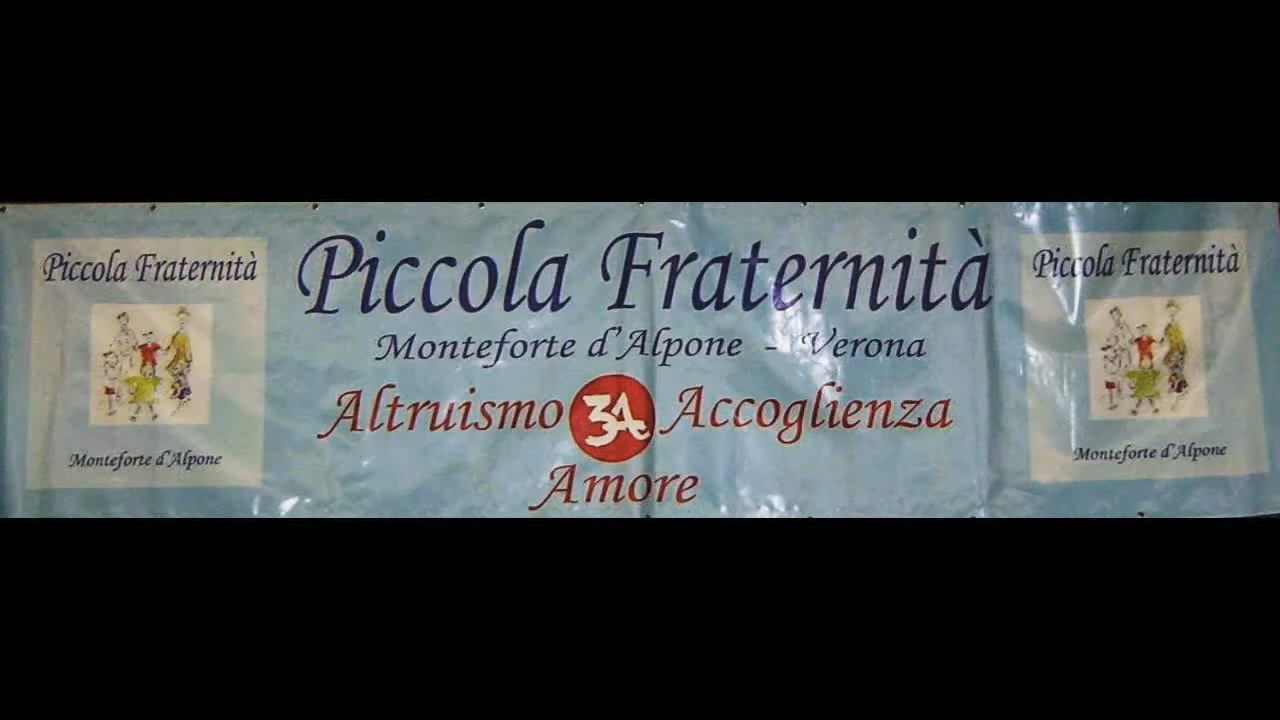 Piccola Fraternità
Monteforte d'Alpone
Piccola Fraternità
Monteforte d'Alpone - Verona
Altruismo 3A Accoglienza
Amore
Piccola Fraternità
Monteforte d'Alpone